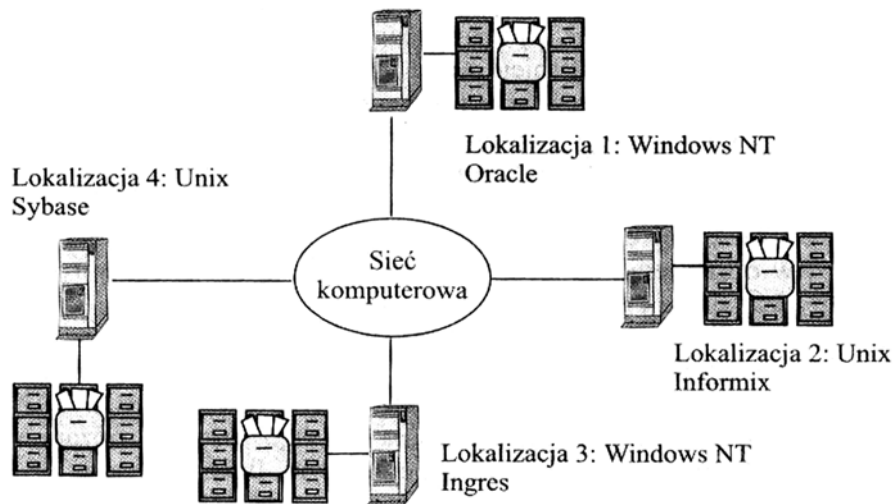 Lokalizacja 1: Windows NT
Oracle
Lokalizacja 4: Unix
Sybase
Sieć
komputerowa
Lokalizacja 2: Unix
Informix
Lokalizacja 3: Windows NT
Ingres